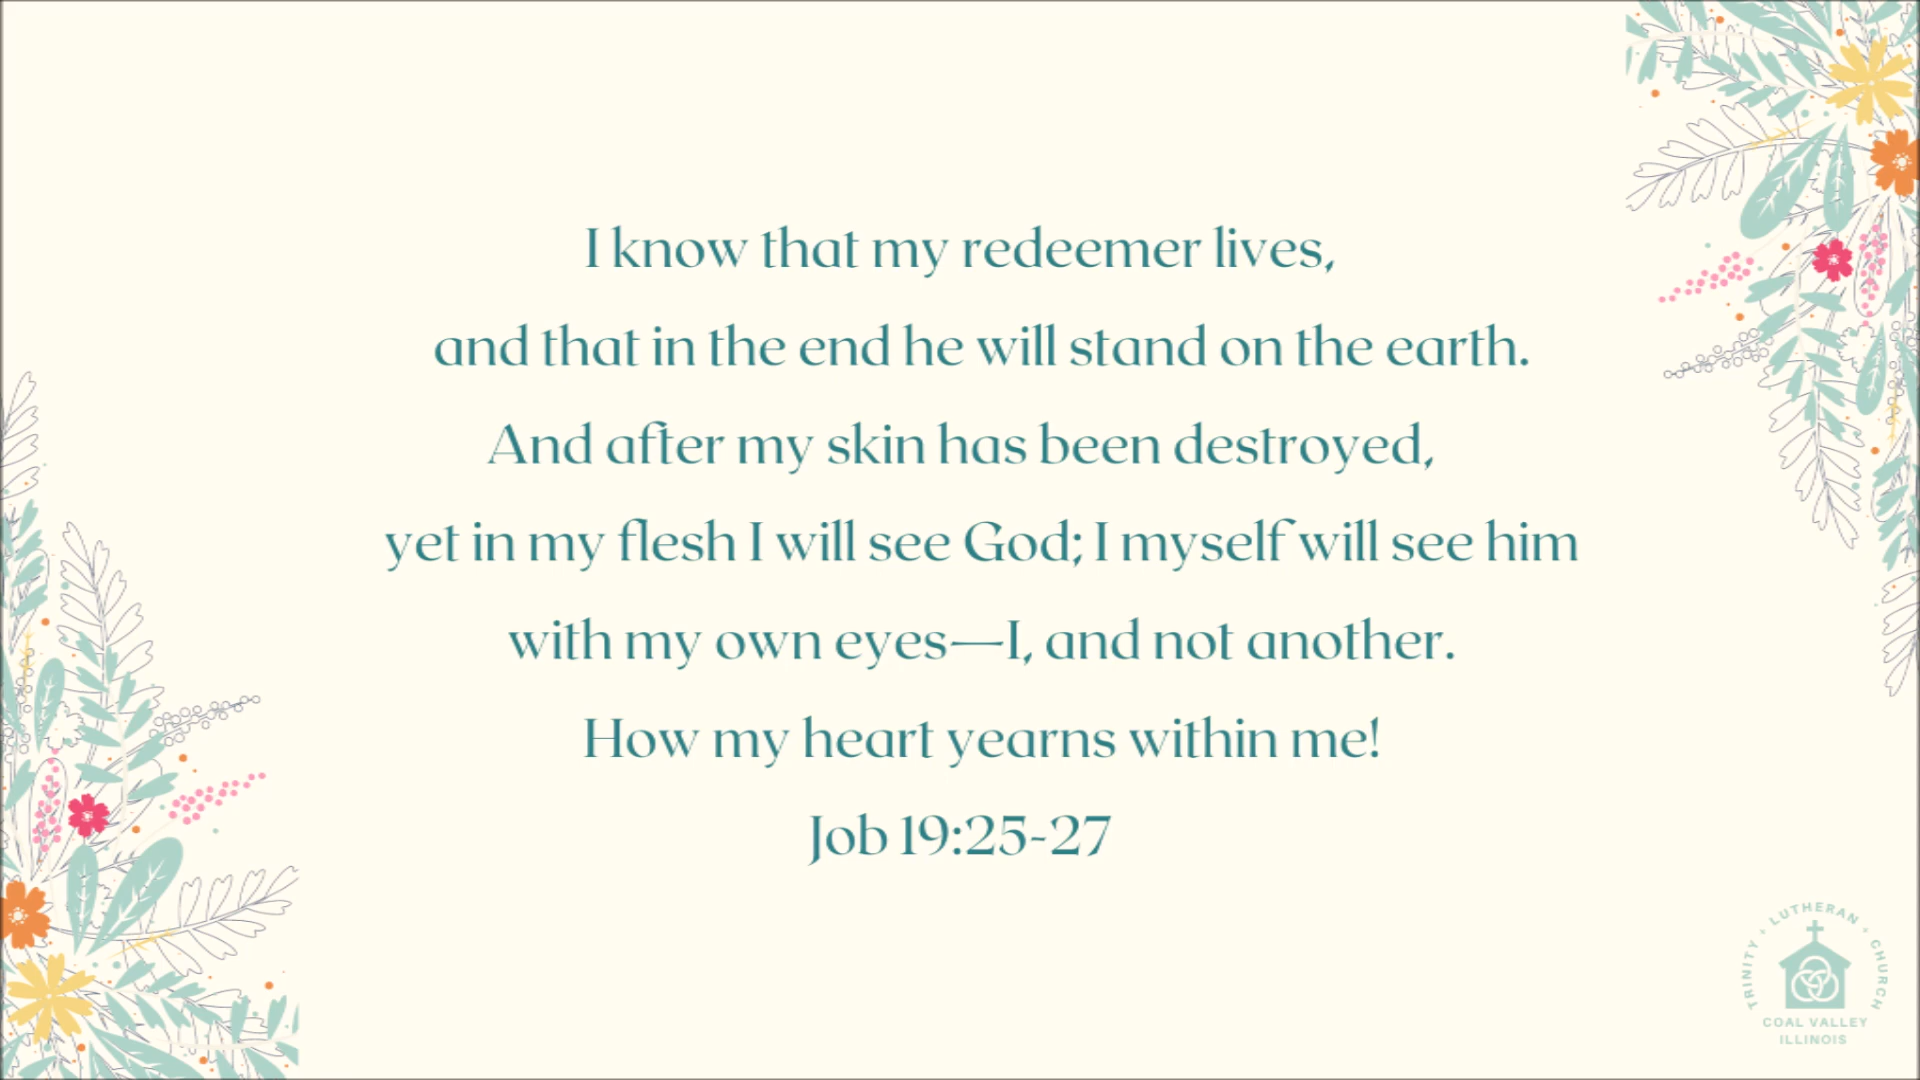 I know that my redeemer lives,
and that in the end he will stand on the earth.
And after my skin has been destroyed,
yet in my flesh I will see God; I myself will see him
with my own eyes—I, and not another.
How my heart yearns within me!
Job 19:25-27
TRINITY • LUTHERAN • CHURCH
COAL VALLEY
ILLINOIS